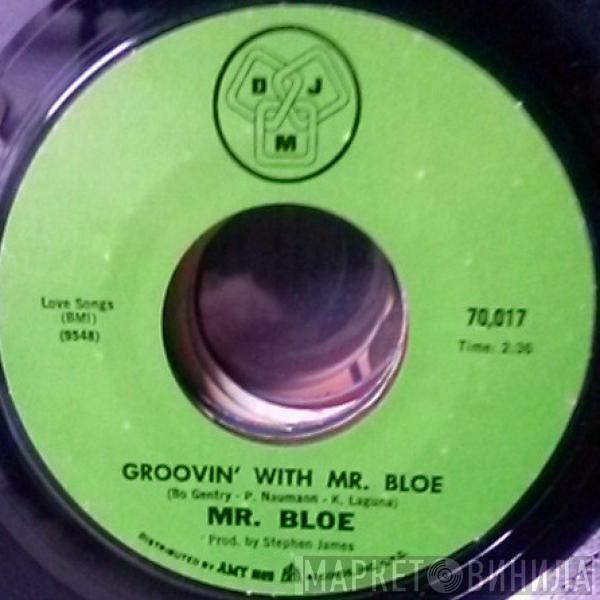 D J
M
Love Songs
(BMI)
(9548)
70,017
Time: 2:36
GROOVIN' WITH MR. BLOE
(Bo Gentry - P. Naumann - K. Laguna)
MR. BLOE
Prod. by Stephen James
DISTRIBUTED BY AMY
МАРКЕТ ВИНИЛА